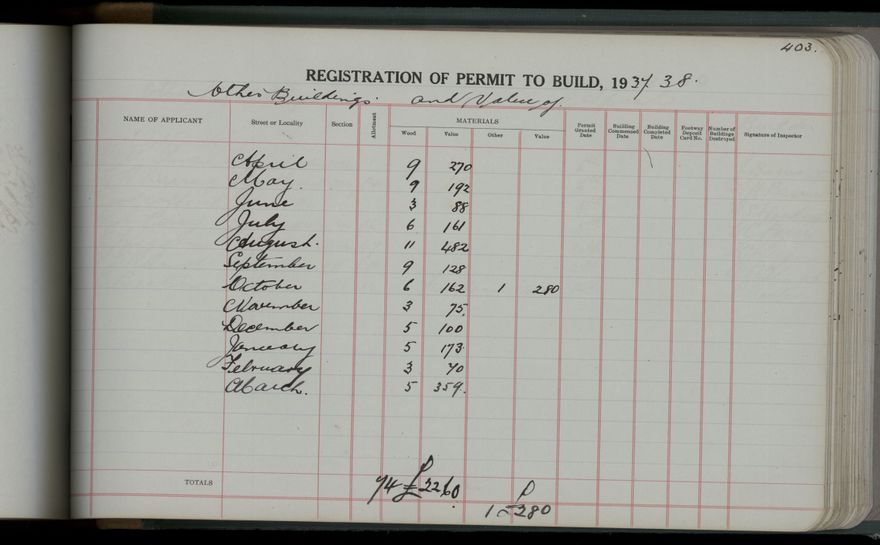 403.
REGISTRATION OF PERMIT TO BUILD, 1937/38.
Other Buildings and Value of.
NAME OF APPLICANT Street or Locality Section Allotment MATERIALS Wood Value Other Value Permit Granted Date Building Commenced Date Building Completed Date Footway Deposit Card No. Number of Buildings Destroyed Signature of Inspector
April 9 270
May. 9 192
June 3 88
July 6 161
August. 11 482
September 9 128
October 6 162 1 280
November 3 75.
December 5 100
January 5 173
February 3 70
March. 5 359.
TOTALS 74 £2260.
1 £280